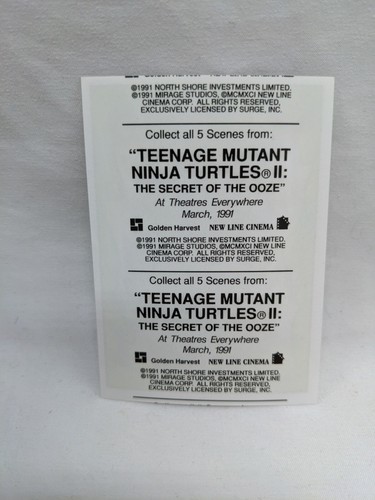 ©1991 NORTH SHORE INVESTMENTS LIMITED.
©1991 MIRAGE STUDIOS, ©MCMXCI NEW LINE
CINEMA CORP. ALL RIGHTS RESERVED,
EXCLUSIVELY LICENSED BY SURGE, INC.
Collect all 5 Scenes from:
“TEENAGE MUTANT
NINJA TURTLES® II:
THE SECRET OF THE OOZE”
At Theatres Everywhere
March, 1991
Golden Harvest NEW LINE CINEMA
©1991 NORTH SHORE INVESTMENTS LIMITED.
©1991 MIRAGE STUDIOS, ©MCMXCI NEW LINE
CINEMA CORP. ALL RIGHTS RESERVED,
EXCLUSIVELY LICENSED BY SURGE, INC.
Collect all 5 Scenes from:
“TEENAGE MUTANT
NINJA TURTLES® II:
THE SECRET OF THE OOZE”
At Theatres Everywhere
March, 1991
Golden Harvest NEW LINE CINEMA
©1991 NORTH SHORE INVESTMENTS LIMITED.
©1991 MIRAGE STUDIOS, ©MCMXCI NEW LINE
CINEMA CORP. ALL RIGHTS RESERVED,
EXCLUSIVELY LICENSED BY SURGE, INC.